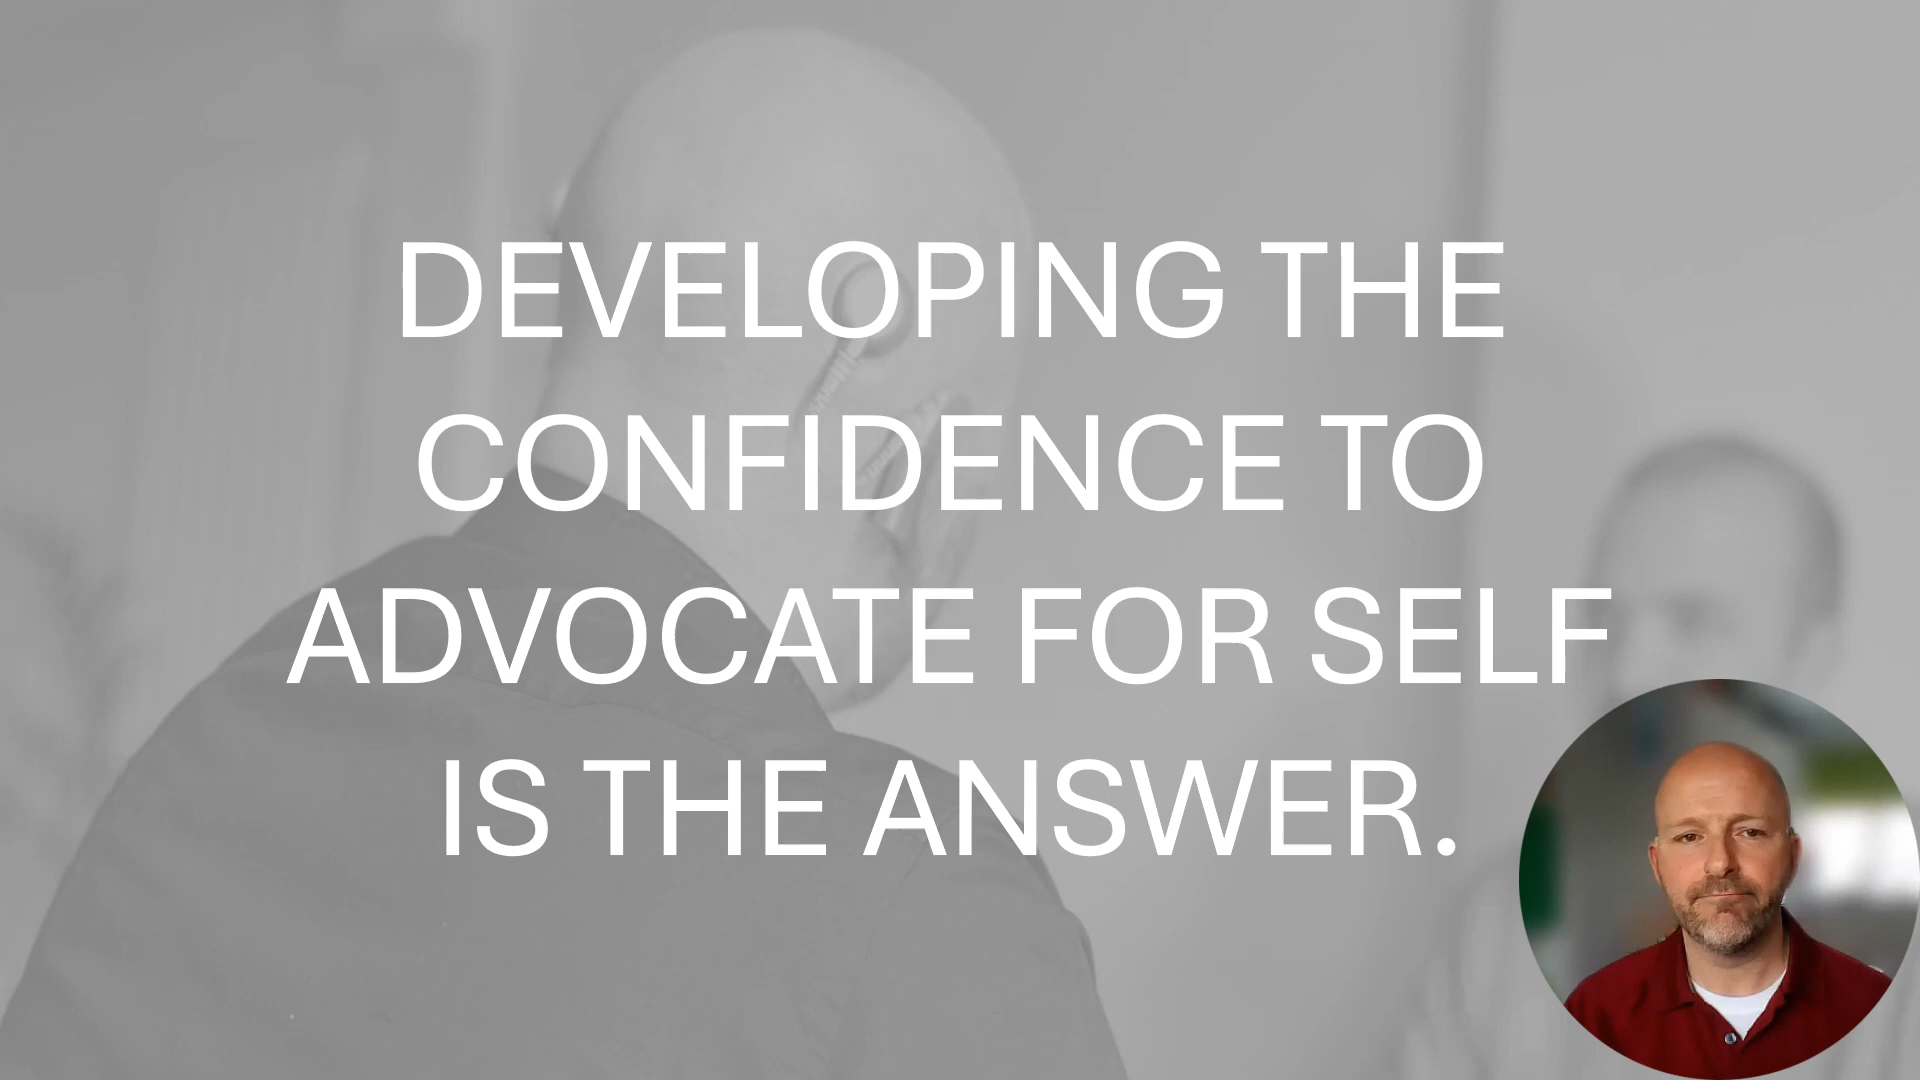 DEVELOPING THE
CONFIDENCE TO
ADVOCATE FOR SELF
IS THE ANSWER.